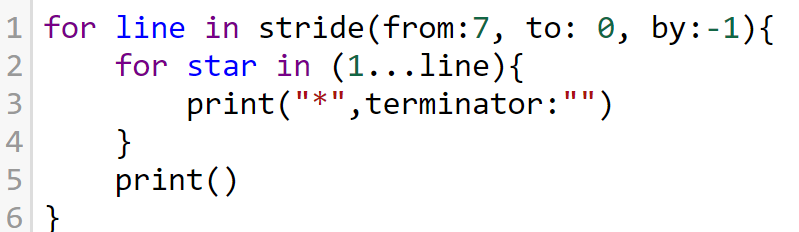 1 for line in stride(from:7, to: 0, by:-1){
2     for star in (1...line){
3         print("*",terminator:"")
4     }
5     print()
6 }